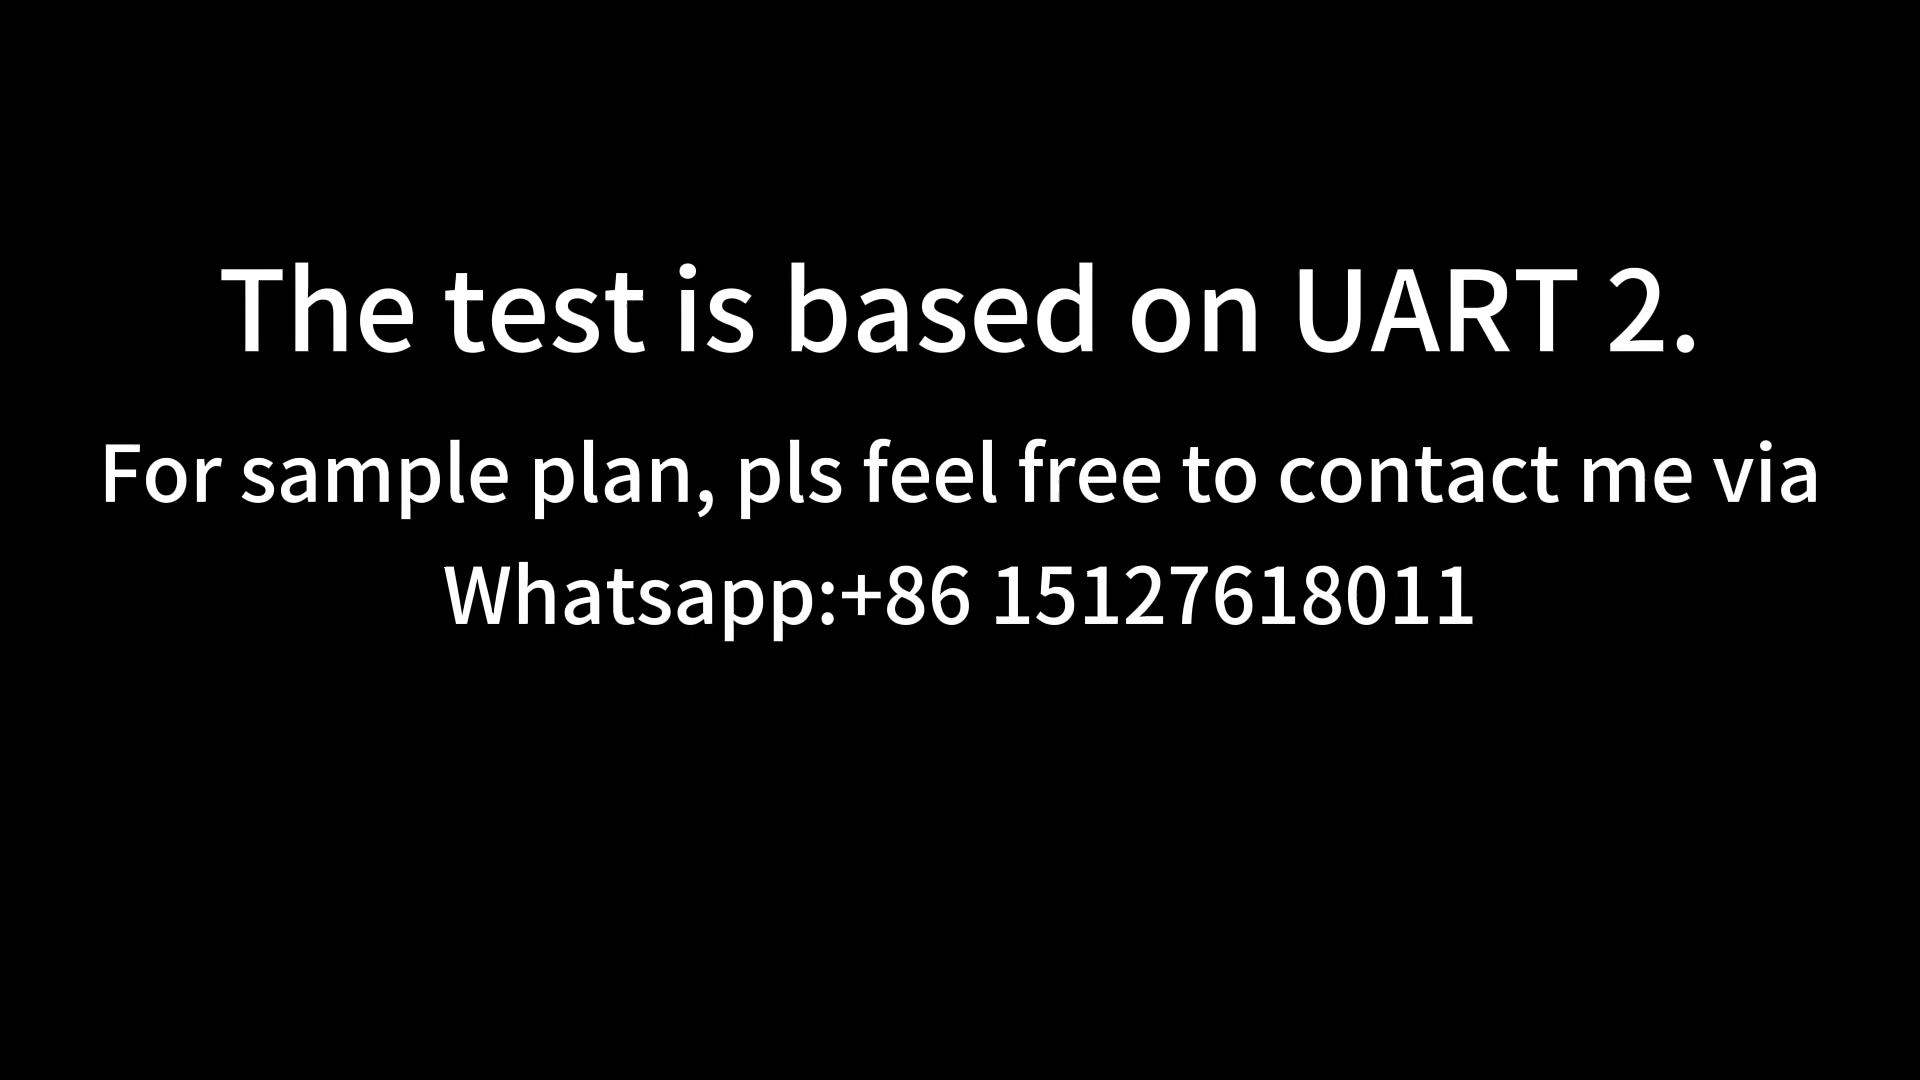 The test is based on UART 2.
For sample plan, pls feel free to contact me via
Whatsapp:+86 15127618011